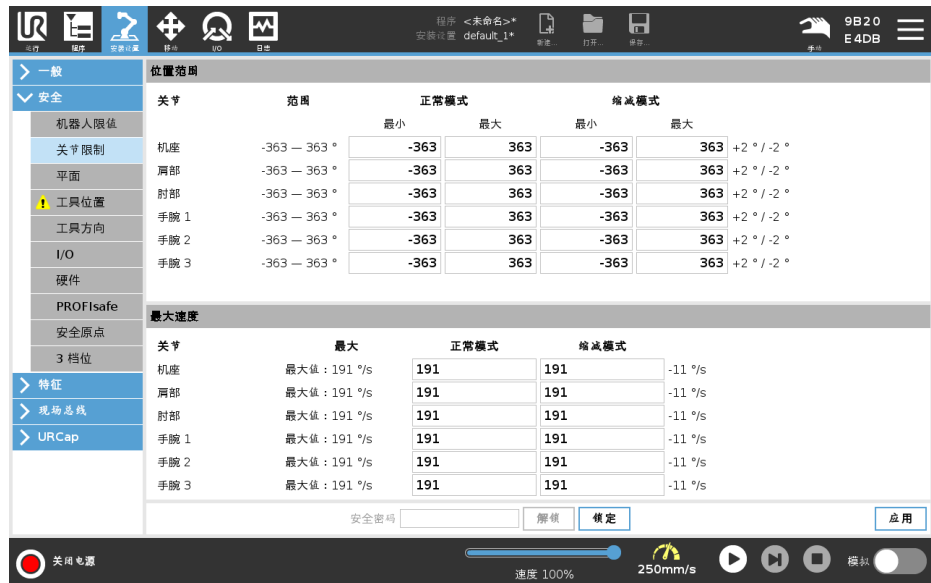 程序 <未命名>*
安装设置 default_1*
9B20
E4DB
运行 程序 安装设置 移动 I/O 日志 新建... 打开... 保存... 手动
一般
安全
机器人限值
关节限制
平面
工具位置
工具方向
I/O
硬件
PROFIsafe
安全原点
3 档位
特征
现场总线
URCap
位置范围
关节 范围 正常模式 缩减模式
最小 最大 最小 最大
机座 -363 — 363 ° -363 363 -363 363 +2 ° / -2 °
肩部 -363 — 363 ° -363 363 -363 363 +2 ° / -2 °
肘部 -363 — 363 ° -363 363 -363 363 +2 ° / -2 °
手腕 1 -363 — 363 ° -363 363 -363 363 +2 ° / -2 °
手腕 2 -363 — 363 ° -363 363 -363 363 +2 ° / -2 °
手腕 3 -363 — 363 ° -363 363 -363 363 +2 ° / -2 °
最大速度
关节 最大 正常模式 缩减模式
机座 最大值：191 °/s 191 191 -11 °/s
肩部 最大值：191 °/s 191 191 -11 °/s
肘部 最大值：191 °/s 191 191 -11 °/s
手腕 1 最大值：191 °/s 191 191 -11 °/s
手腕 2 最大值：191 °/s 191 191 -11 °/s
手腕 3 最大值：191 °/s 191 191 -11 °/s
安全密码 解锁 锁定 应用
关闭电源
速度 100%
250mm/s
模拟